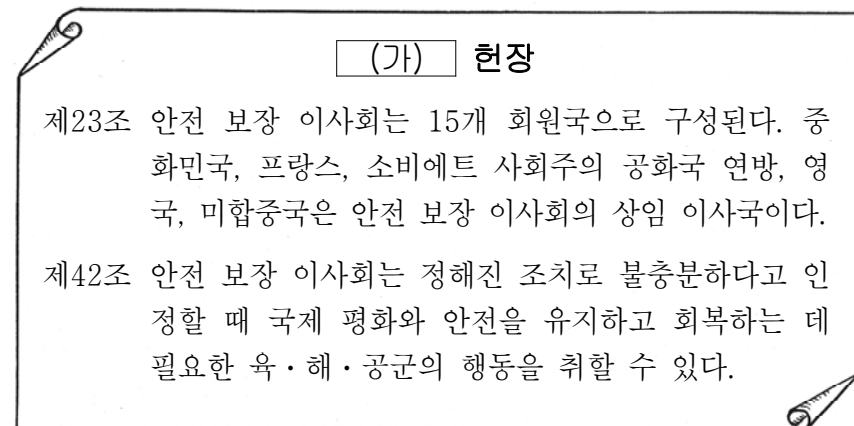 (가) 헌장
제23조 안전 보장 이사회는 15개 회원국으로 구성된다. 중
화민국, 프랑스, 소비에트 사회주의 공화국 연방, 영
국, 미합중국은 안전 보장 이사회의 상임 이사국이다.
제42조 안전 보장 이사회는 정해진 조치로 불충분하다고 인
정할 때 국제 평화와 안전을 유지하고 회복하는 데
필요한 육·해·공군의 행동을 취할 수 있다.